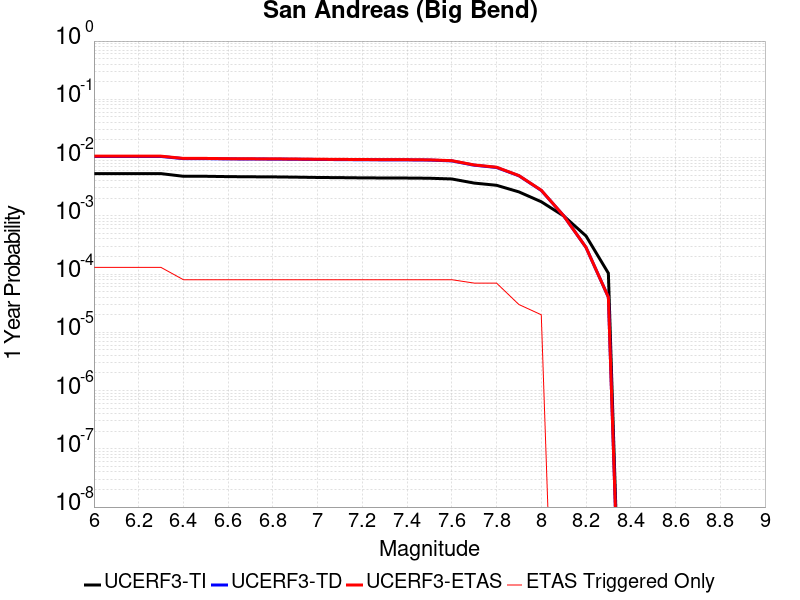 San Andreas (Big Bend)
10^0
10^-1
10^-2
10^-3
10^-4
10^-5
10^-6
10^-7
10^-8
1 Year Probability
6 6.2 6.4 6.6 6.8 7 7.2 7.4 7.6 7.8 8 8.2 8.4 8.6 8.8 9
Magnitude
UCERF3-TI UCERF3-TD UCERF3-ETAS ETAS Triggered Only